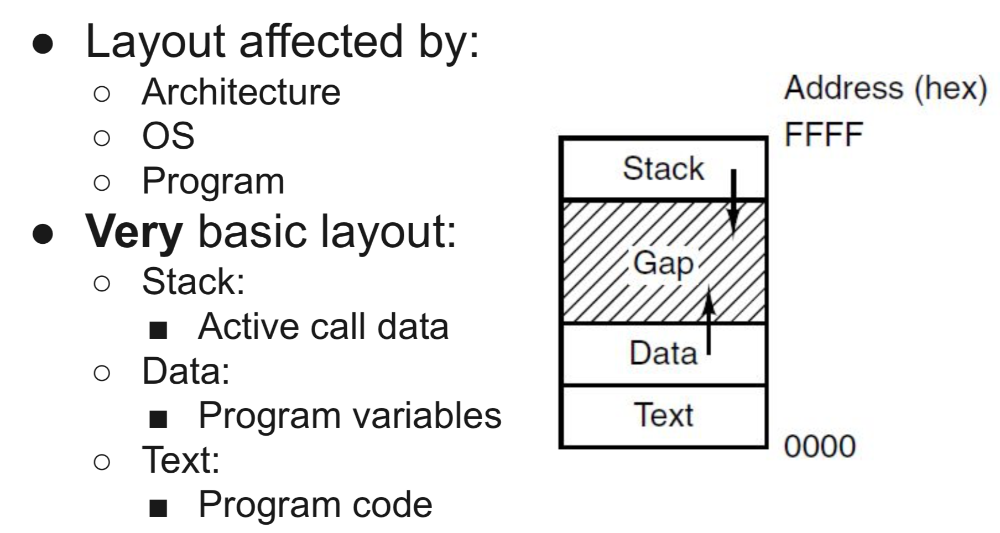 ● Layout affected by:
○ Architecture
○ OS
○ Program
● Very basic layout:
○ Stack:
■ Active call data
○ Data:
■ Program variables
○ Text:
■ Program code
Address (hex)
FFFF
Stack
Gap
Data
Text
0000